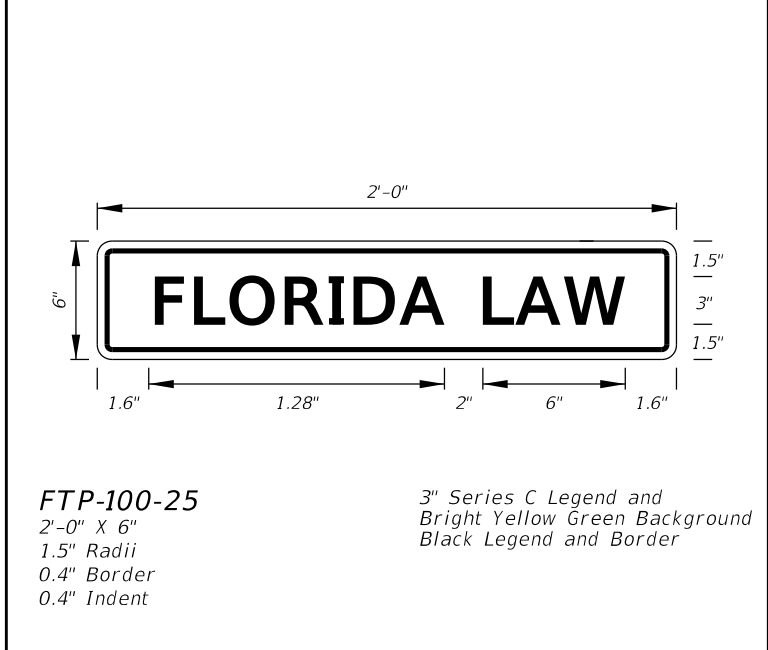 2'-0"
FLORIDA LAW
6"
1.5"
3"
1.5"
1.6"
1.28"
2"
6"
1.6"
FTP-100-25
2'-0" X 6"
1.5" Radii
0.4" Border
0.4" Indent
3" Series C Legend and
Bright Yellow Green Background
Black Legend and Border